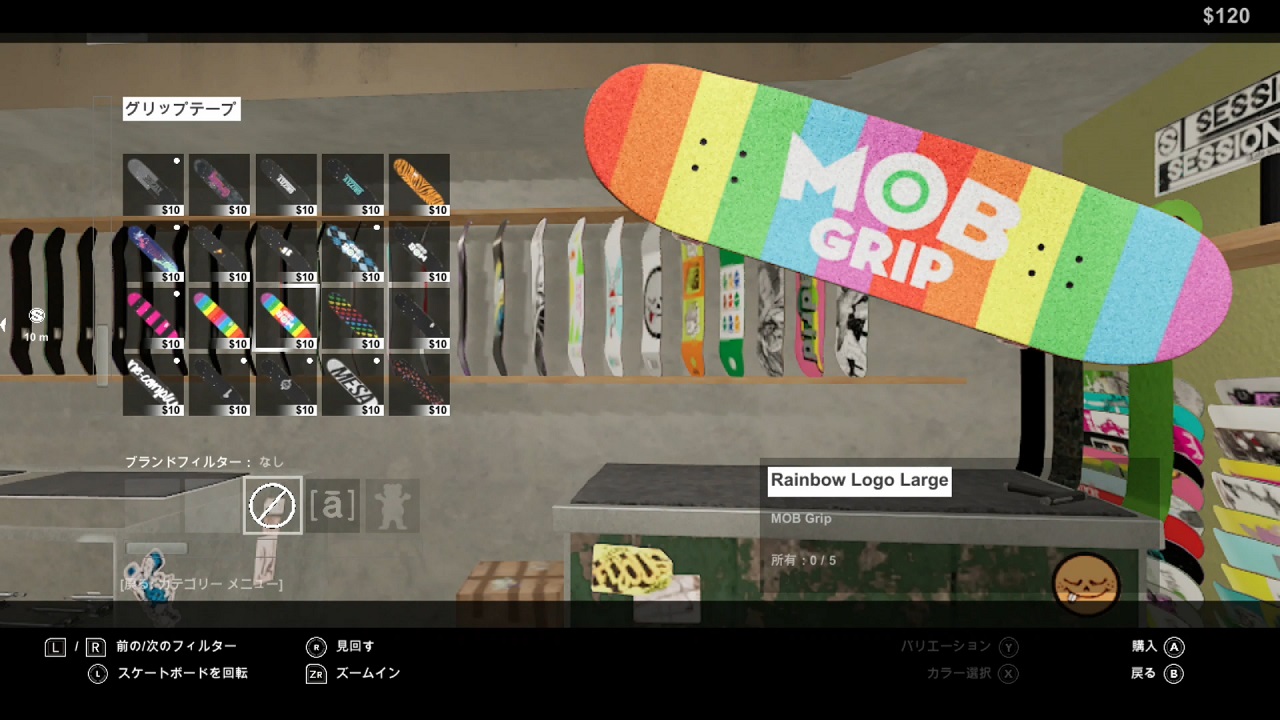 $120
グリップテープ
SESSI
SESSION
MOB
GRIP
$10 $10 $10 $10 $10
$10 $10 $10 $10 $10
$10 $10 $10 $10 $10
$10 $10 $10 $10 $10
MESA
10 m
ブランドフィルター : なし
[ā]
Rainbow Logo Large
MOB Grip
所有 : 0 / 5
カテゴリー メニュー]
L / R 前の/次のフィルター
R 見回す
バリエーション Y
購入 A
L スケートボードを回転
ZR ズームイン
カラー選択 X
戻る B